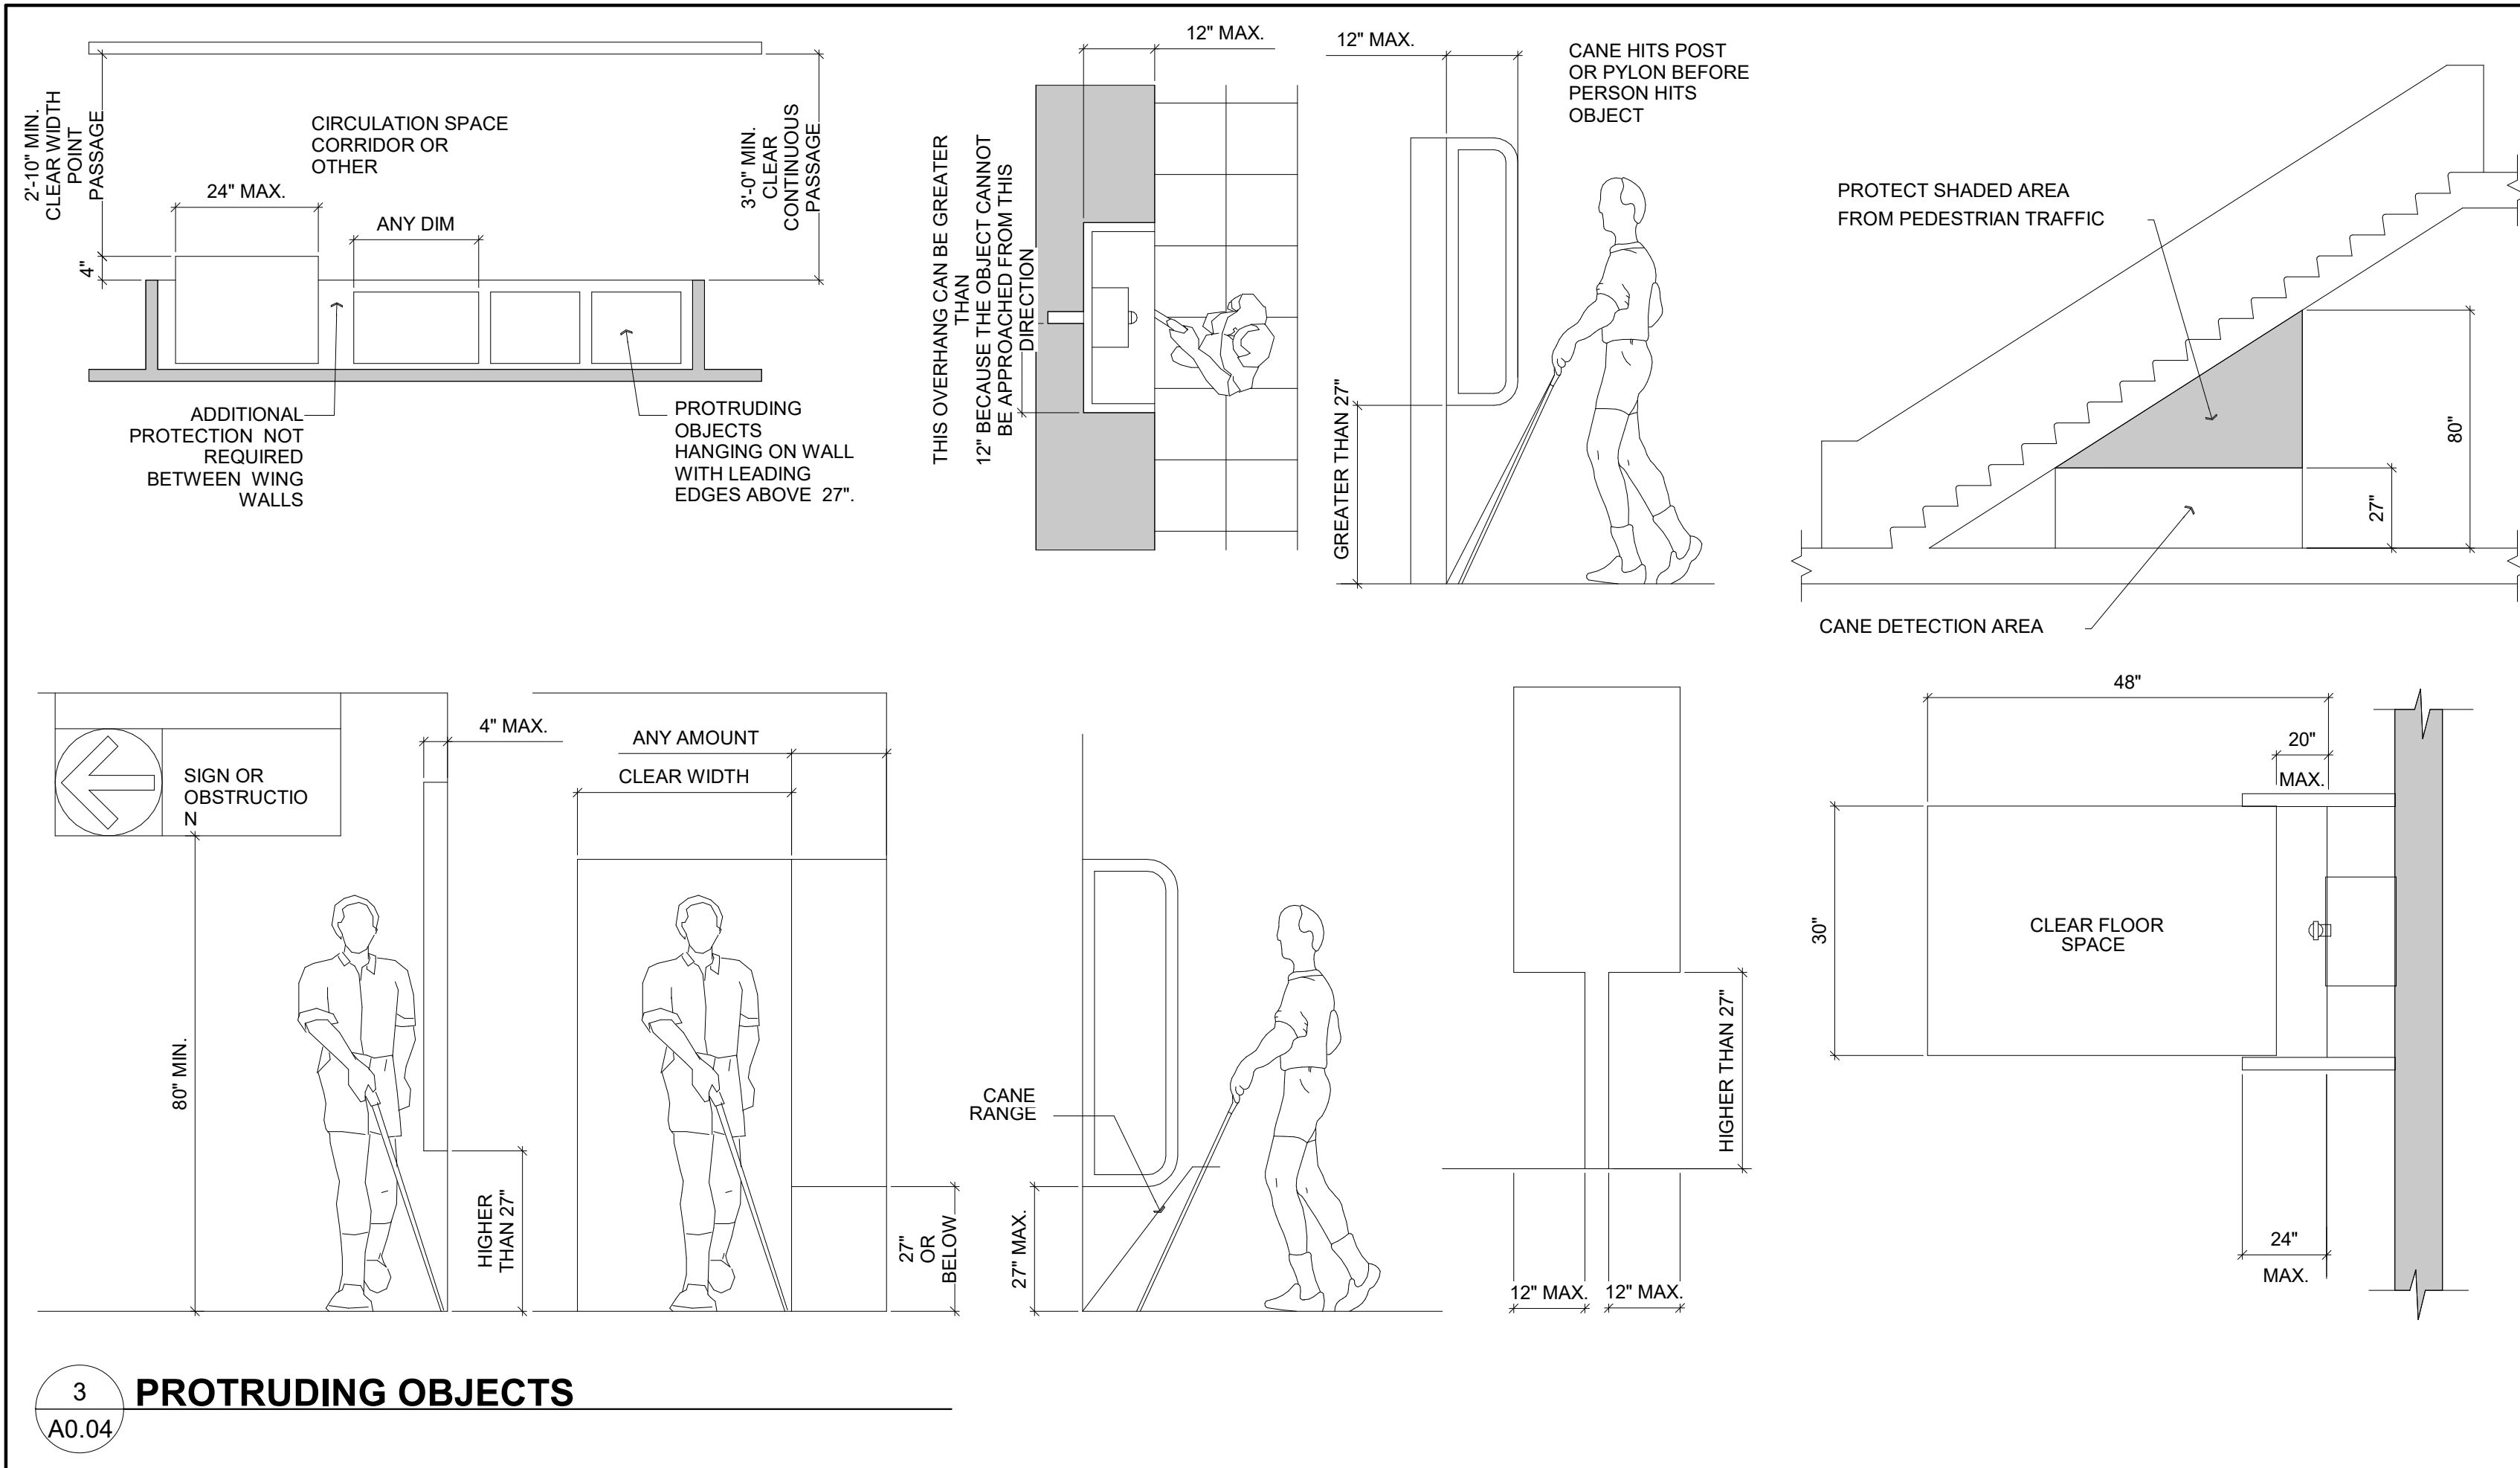 2'-10" MIN.
CLEAR WIDTH
POINT
PASSAGE
4"
24" MAX.
CIRCULATION SPACE
CORRIDOR OR
OTHER
ANY DIM
3'-0" MIN.
CLEAR
CONTINUOUS
PASSAGE
ADDITIONAL
PROTECTION NOT
REQUIRED
BETWEEN WING
WALLS
PROTRUDING
OBJECTS
HANGING ON WALL
WITH LEADING
EDGES ABOVE 27".
12" MAX.
THIS OVERHANG CAN BE GREATER
THAN
12" BECAUSE THE OBJECT CANNOT
BE APPROACHED FROM THIS
DIRECTION
12" MAX.
CANE HITS POST
OR PYLON BEFORE
PERSON HITS
OBJECT
GREATER THAN 27"
PROTECT SHADED AREA
FROM PEDESTRIAN TRAFFIC
80"
27"
CANE DETECTION AREA
SIGN OR
OBSTRUCTIO
N
4" MAX.
80" MIN.
HIGHER
THAN 27"
ANY AMOUNT
CLEAR WIDTH
27"
OR
BELOW
CANE
RANGE
27" MAX.
HIGHER THAN 27"
12" MAX.
12" MAX.
48"
20"
MAX.
30"
CLEAR FLOOR
SPACE
24"
MAX.
3
A0.04
PROTRUDING OBJECTS